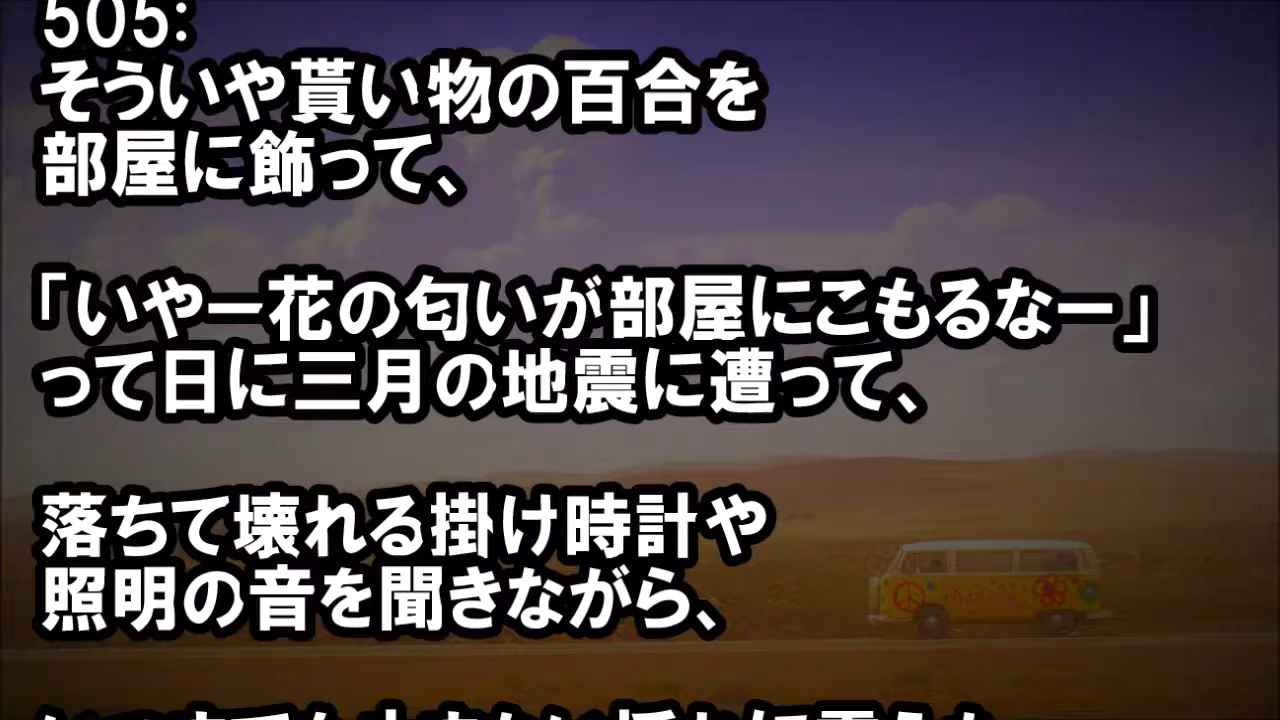 505:
そういや貰い物の百合を
部屋に飾って、
「いやー花の匂いが部屋にこもるなー」
って日に三月の地震に遭って、
落ちて壊れる掛け時計や
照明の音を聞きながら、